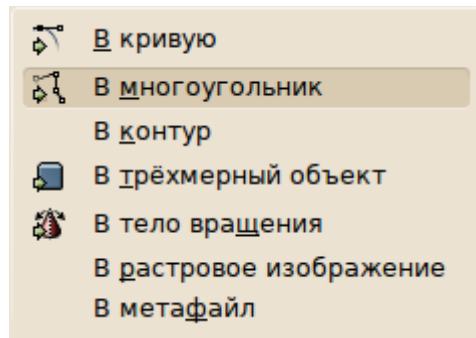 В кривую
В многоугольник
В контур
В трёхмерный объект
В тело вращения
В растровое изображение
В метафайл